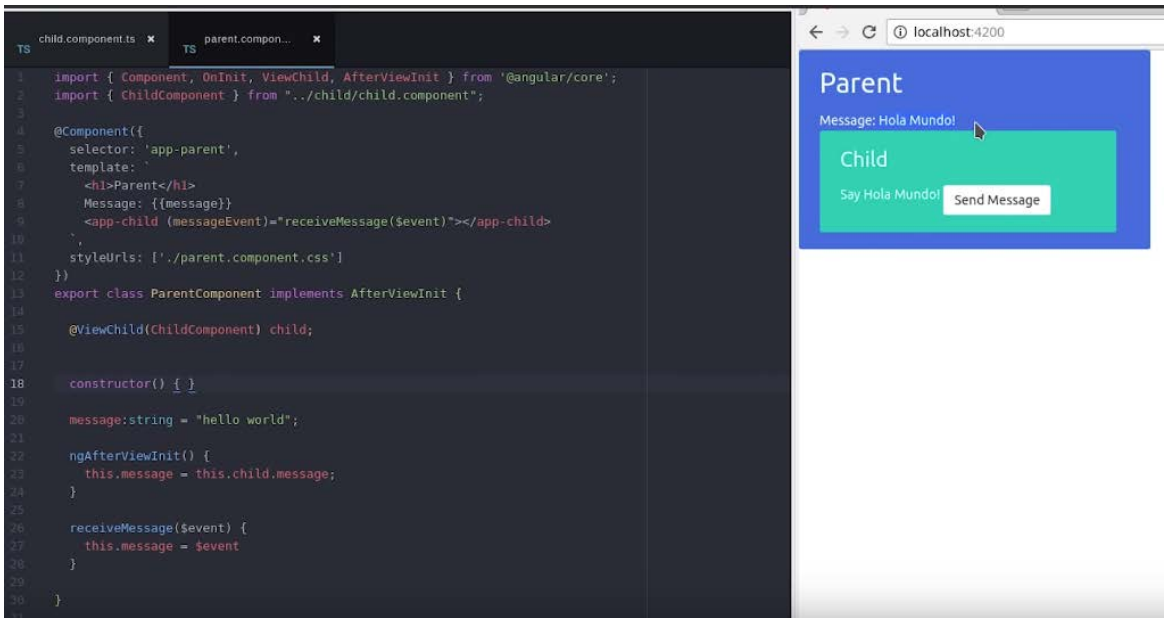 child.component.ts ×
TS
parent.compon... ×
TS
1 import { Component, OnInit, ViewChild, AfterViewInit } from '@angular/core';
2 import { ChildComponent } from "../child/child.component";
3
4 @Component({
5 selector: 'app-parent',
6 template: `
7 <h1>Parent</h1>
8 Message: {{message}}
9 <app-child (messageEvent)="receiveMessage($event)"></app-child>
10 `,
11 styleUrls: ['./parent.component.css']
12 })
13 export class ParentComponent implements AfterViewInit {
14
15 @ViewChild(ChildComponent) child;
16
17
18 constructor() { }
19
20 message:string = "hello world";
21
22 ngAfterViewInit() {
23 this.message = this.child.message;
24 }
25
26 receiveMessage($event) {
27 this.message = $event
28 }
29
30 }
31
localhost:4200
Parent
Message: Hola Mundo!
Child
Say Hola Mundo! Send Message